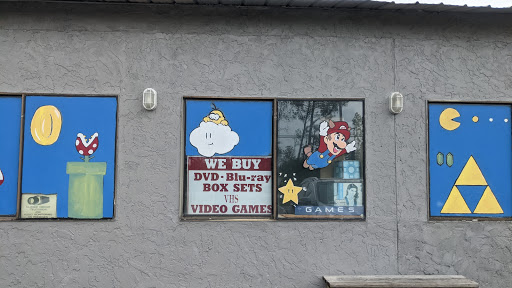 WE BUY
DVD · Blu-ray
BOX SETS
VHS
VIDEO GAMES
GAMES